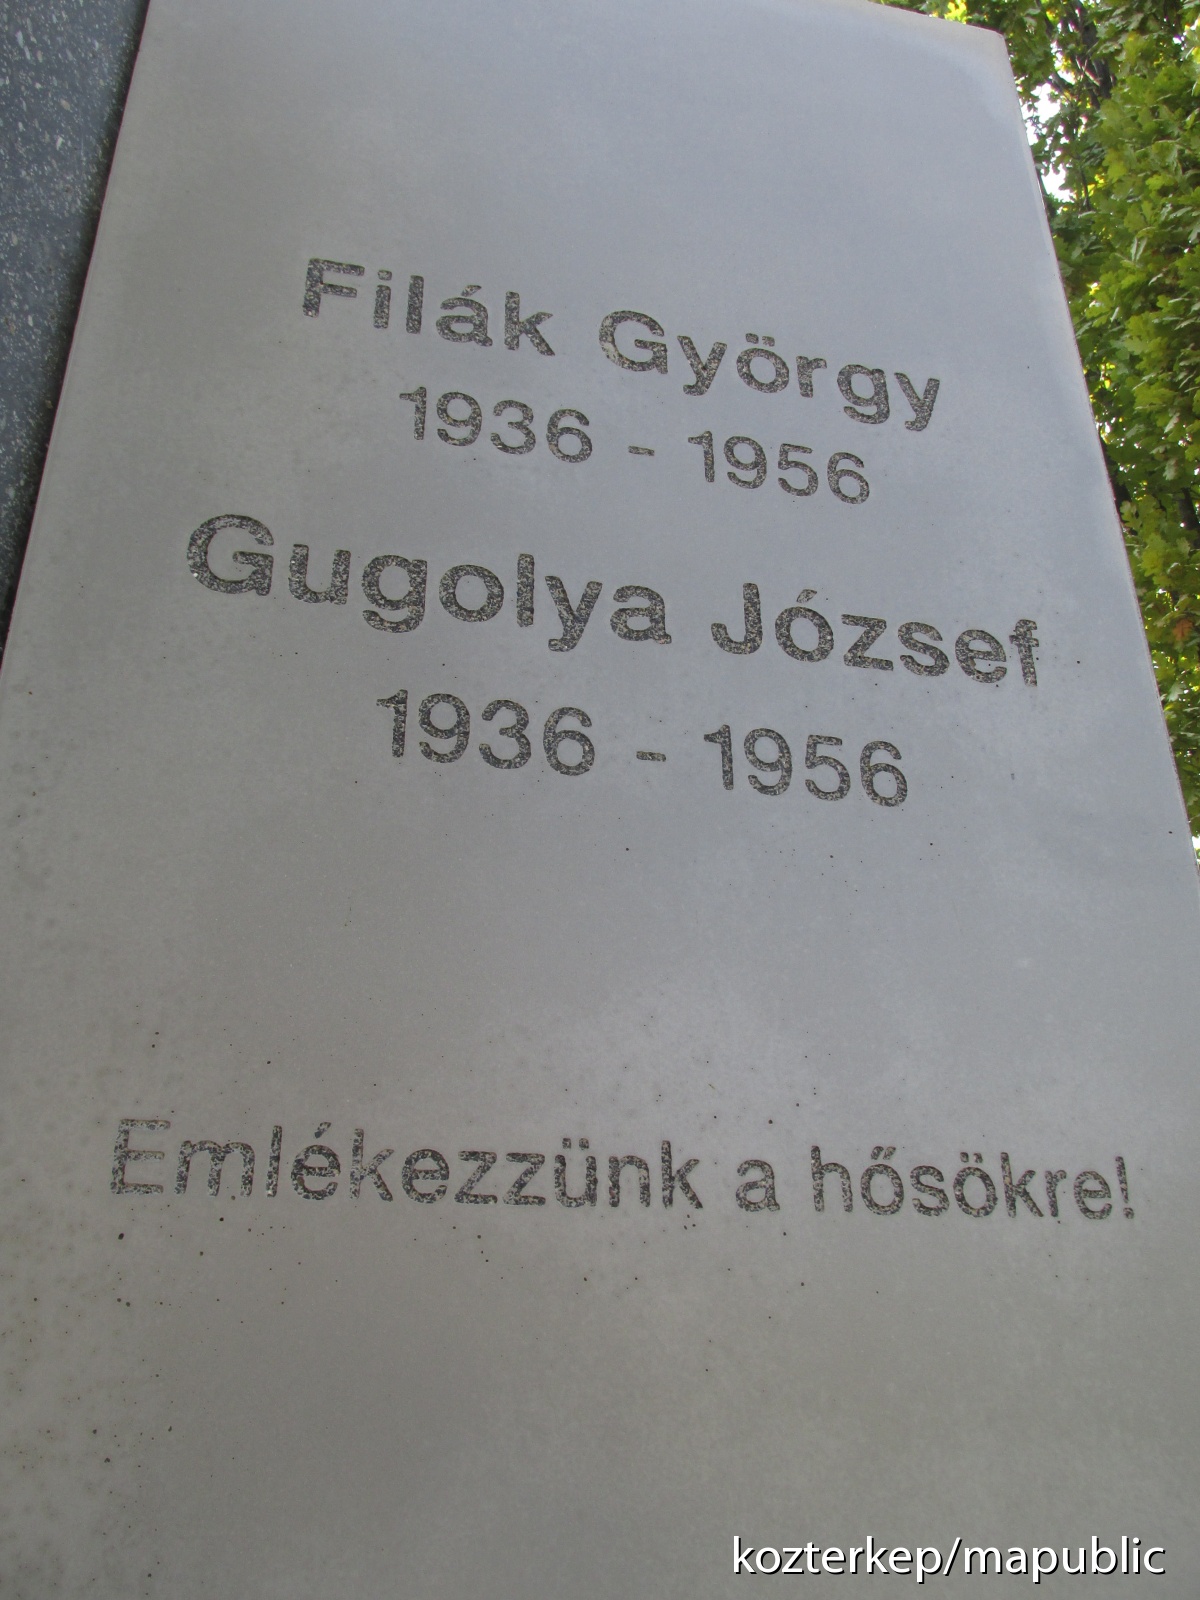 Filák György
1936 - 1956
Gugolya József
1936 - 1956
Emlékezzünk a hősökre!
kozterkep/mapublic